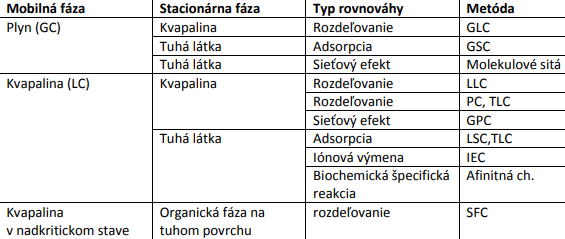 Mobilná fáza Stacionárna fáza Typ rovnováhy Metóda
Plyn (GC) Kvapalina Rozdeľovanie GLC
Tuhá látka Adsorpcia GSC
Tuhá látka Sieťový efekt Molekulové sitá
Kvapalina (LC) Kvapalina Rozdeľovanie LLC
Rozdeľovanie PC, TLC
Sieťový efekt GPC
Tuhá látka Adsorpcia LSC,TLC
Iónová výmena IEC
Biochemická špecifická Afinitná ch.
reakcia
Kvapalina Organická fáza na rozdeľovanie SFC
v nadkritickom stave tuhom povrchu